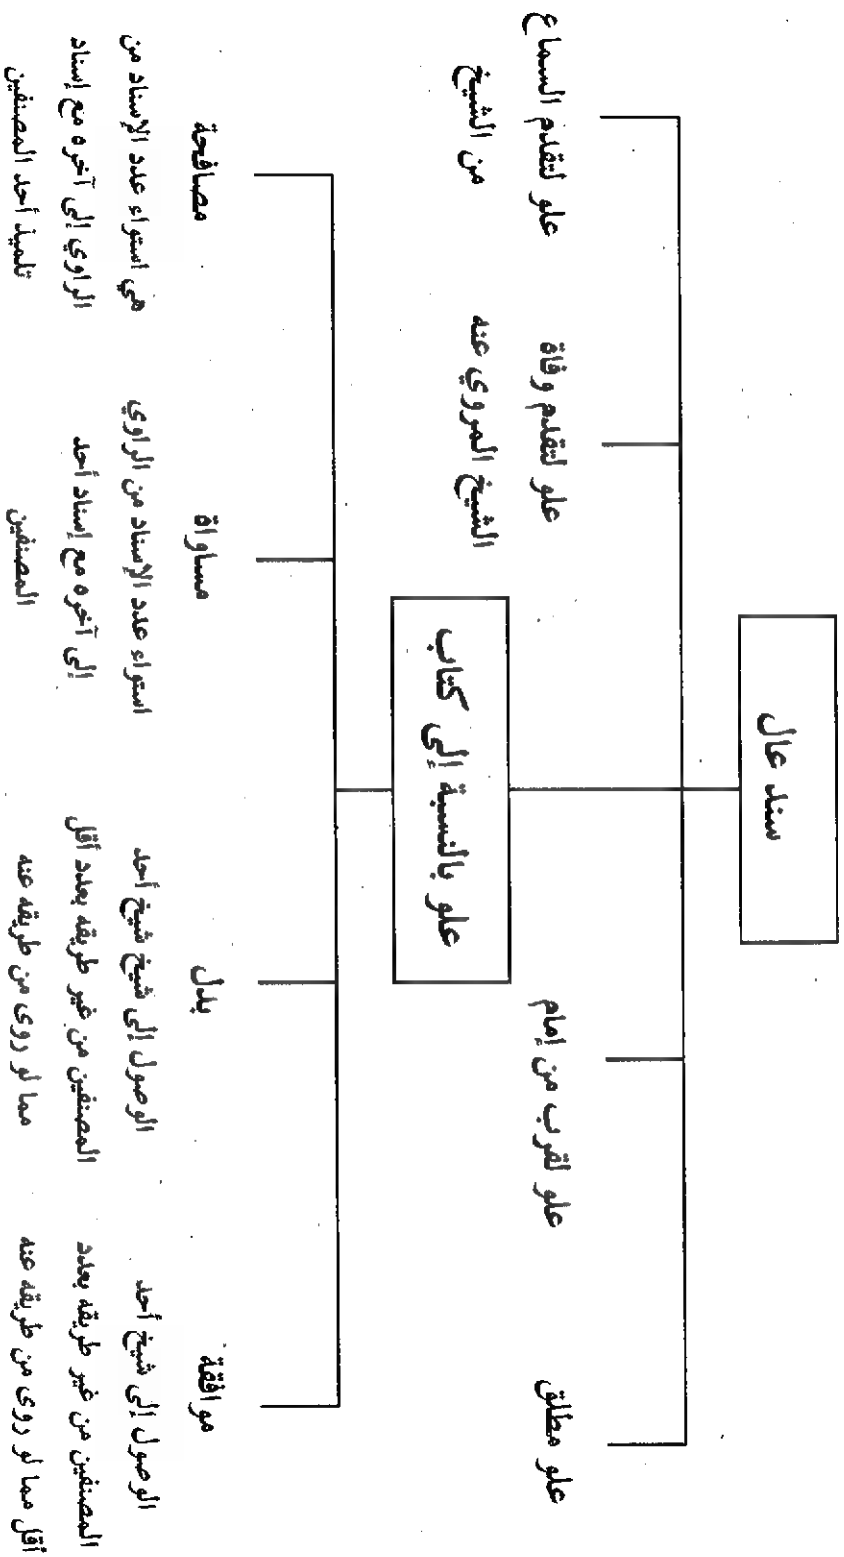 سند عال
علو مطلق
علو لقرب من إمام
علو بالنسبة إلى كتاب
علو لتقدم وفاة
الشيخ المروي عنه
علو لتقدم السماع
من الشيخ
موافقة
الوصول إلى شيخ أحد
المصنفين من غير طريقه بعدد
أقل مما لو روى من طريقه عنه
بدل
الوصول إلى شيخ شيخ أحد
المصنفين من غير طريقه بعدد أقل
مما لو روى من طريقه عنه
مساواة
استواء عدد الإسناد من الراوي
إلى آخره مع إسناد أحد
المصنفين
مصافحة
هي استواء عدد الإسناد من
الراوي إلى آخره مع إسناد
تلميذ أحد المصنفين